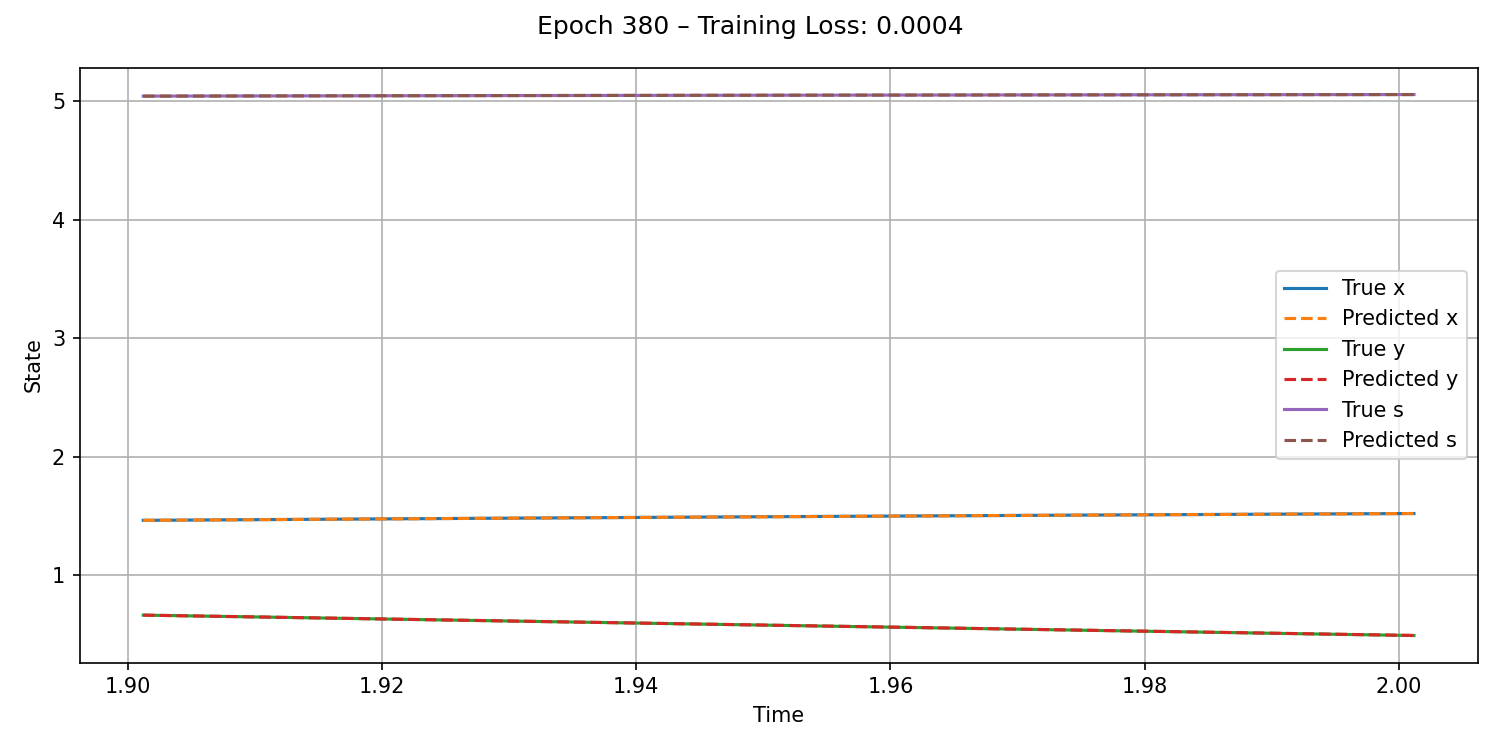 Epoch 380 – Training Loss: 0.0004
5
4
3
2
1
State
True x
Predicted x
True y
Predicted y
True s
Predicted s
1.90 1.92 1.94 1.96 1.98 2.00
Time